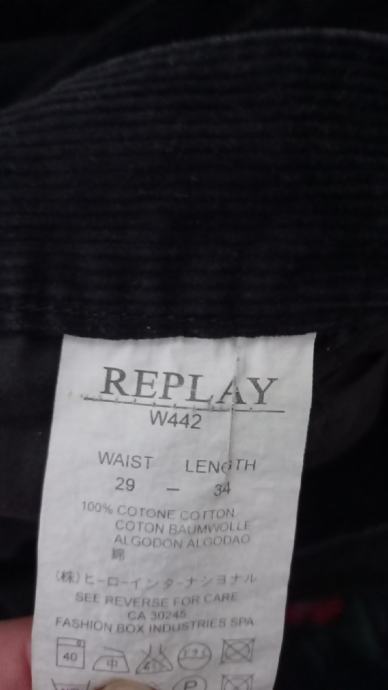 REPLAY
W442
WAIST LENGTH
29 – 34
100% COTONE COTTON
COTON BAUMWOLLE
ALGODON ALGODAO
綿
(株)ヒーローインターナショナル
SEE REVERSE FOR CARE
CA 30245
FASHION BOX INDUSTRIES SPA
40 中
P